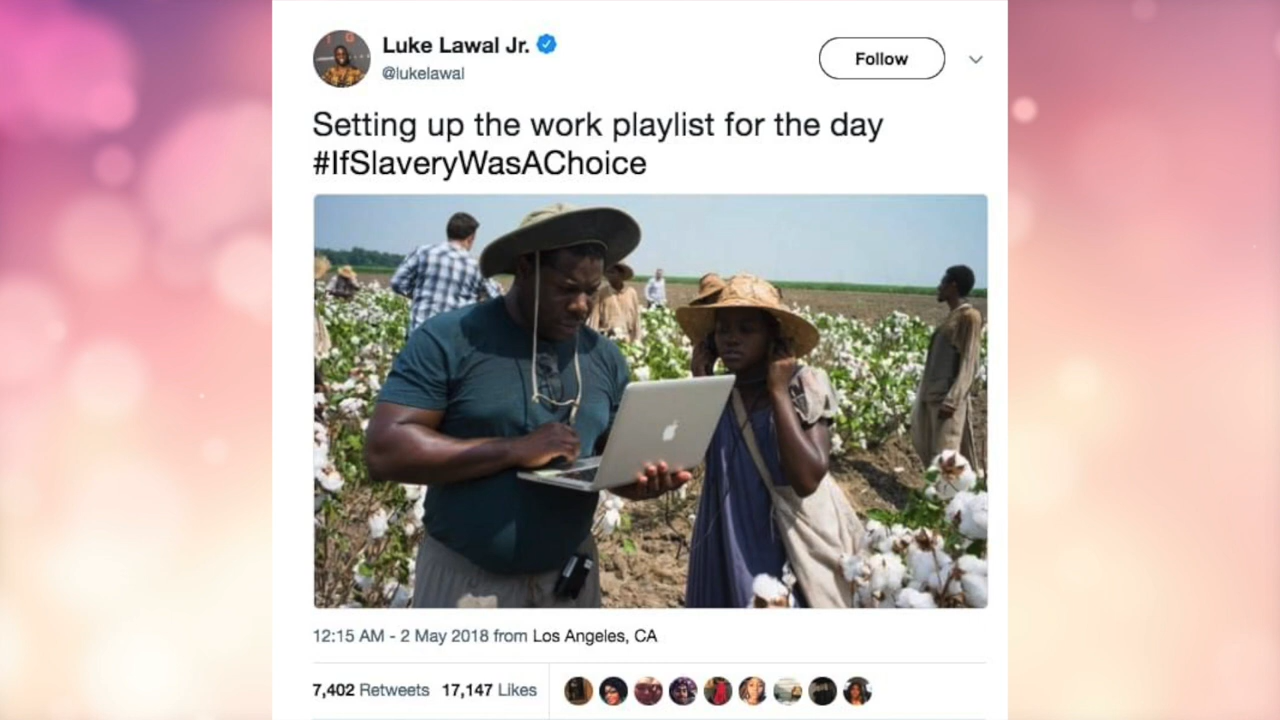 Luke Lawal Jr.
@lukelawal
Follow
Setting up the work playlist for the day
#IfSlaveryWasAChoice
12:15 AM - 2 May 2018 from Los Angeles, CA
7,402 Retweets 17,147 Likes